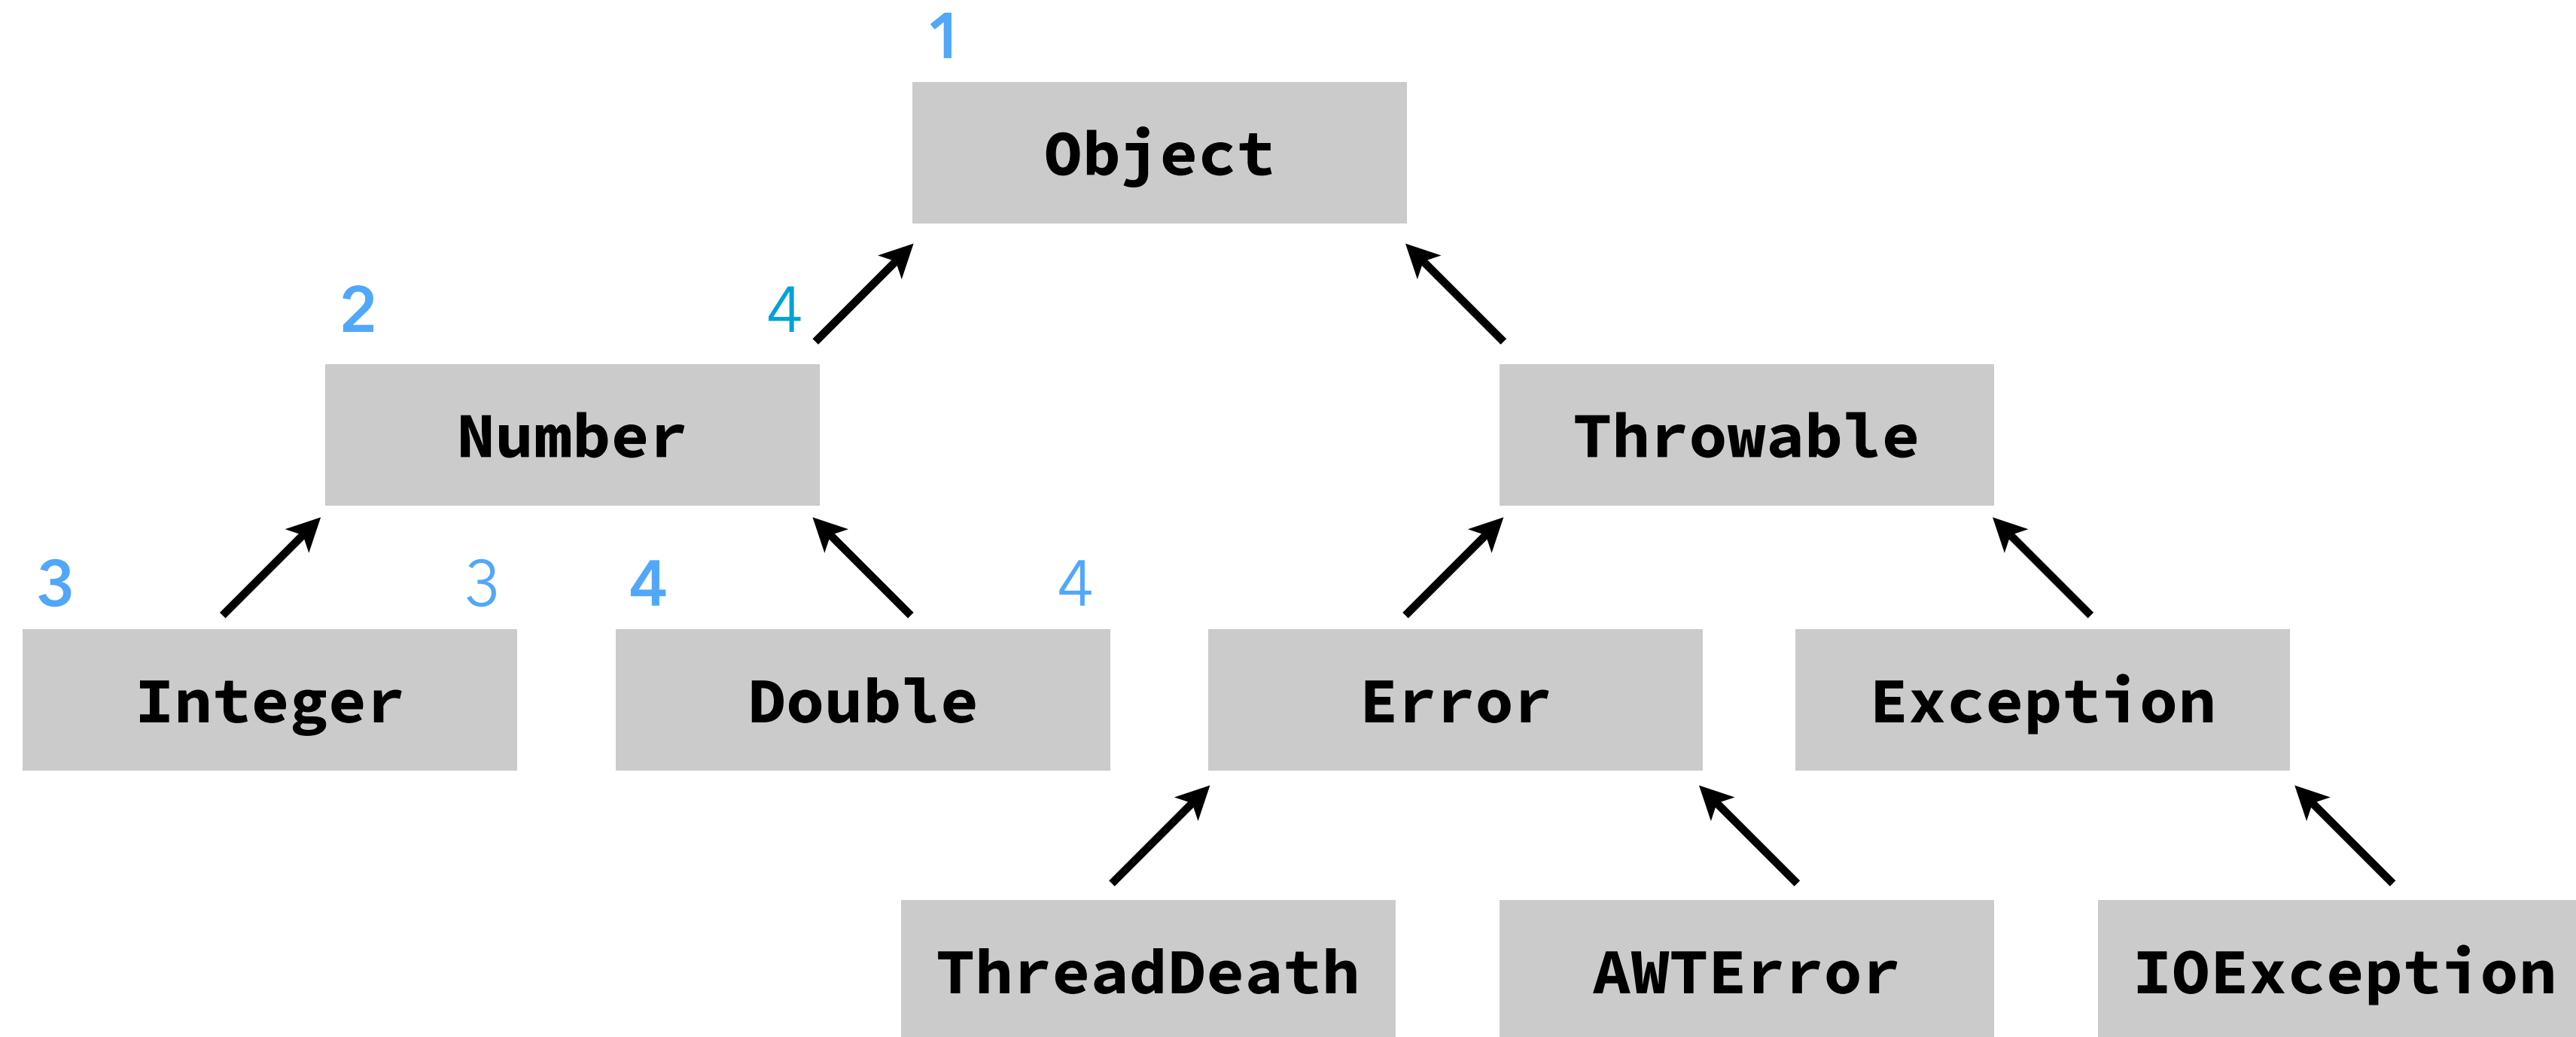 1
Object
2 4
Number Throwable
3 3 4 4
Integer Double Error Exception
ThreadDeath AWTError IOException